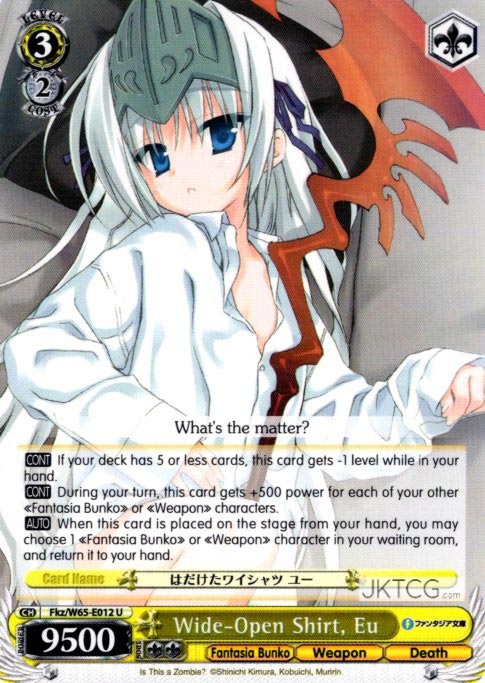 LEVEL
3
2
COST
What's the matter?
CONT If your deck has 5 or less cards, this card gets -1 level while in your
hand.
CONT During your turn, this card gets +500 power for each of your other
«Fantasia Bunko» or «Weapon» characters.
AUTO When this card is placed on the stage from your hand, you may
choose 1 «Fantasia Bunko» or «Weapon» character in your waiting room,
and return it to your hand.
Card Name はだけたワイシャツ ユー
JKTCG.com
CH Fkz/W65-E012 U
POWER 9500 SOUL Wide-Open Shirt, Eu ファンタジア文庫
Fantasia Bunko Weapon Death
Is This a Zombie? ©Shinichi Kimura, Kobuichi, Muririn